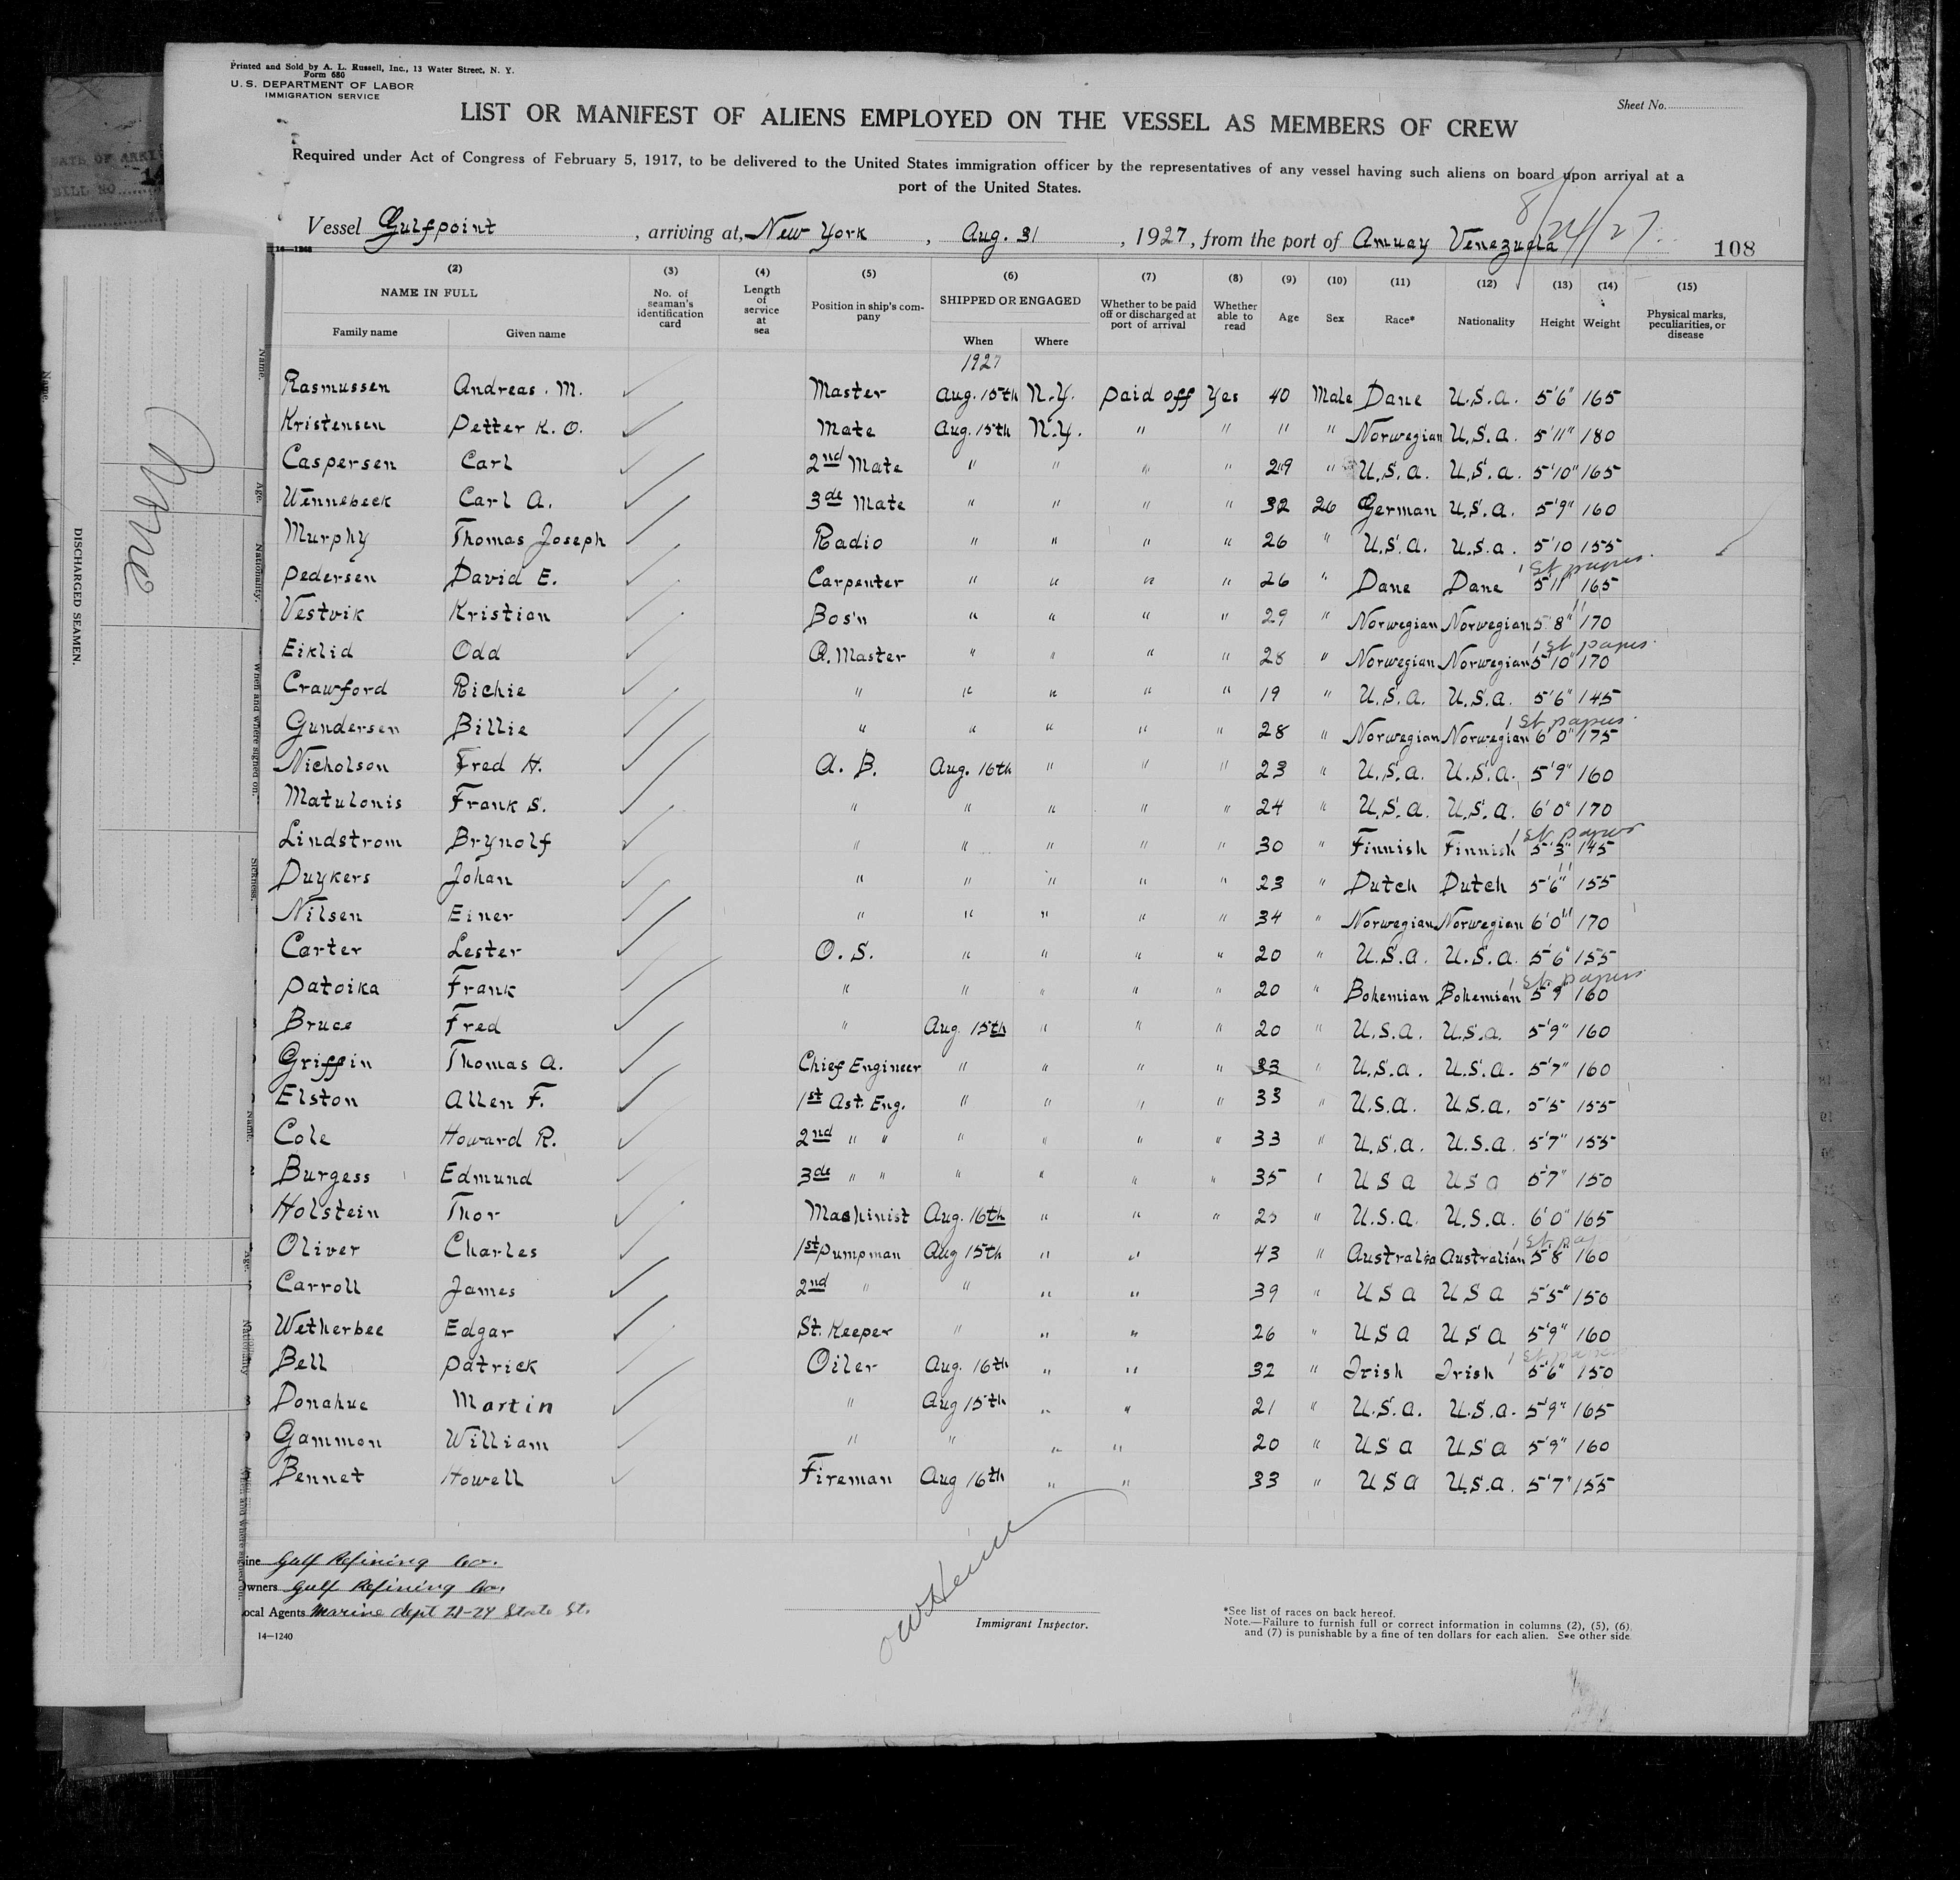 Printed and Sold by A. L. Russell, Inc., 13 Water Street, N. Y.
Form 680
U. S. DEPARTMENT OF LABOR
IMMIGRATION SERVICE
Sheet No.
LIST OR MANIFEST OF ALIENS EMPLOYED ON THE VESSEL AS MEMBERS OF CREW
Required under Act of Congress of February 5, 1917, to be delivered to the United States immigration officer by the representatives of any vessel having such aliens on board upon arrival at a
port of the United States.
8/24/27.
Vessel Gulfpoint, arriving at, New York, Aug. 31, 1927, from the port of Amuay Venezuela 108
(2) NAME IN FULL Family name Given name (3) No. of seaman's identification card (4) Length of service at sea (5) Position in ship's company (6) SHIPPED OR ENGAGED When Where (7) Whether to be paid off or discharged at port of arrival (8) Whether able to read (9) Age (10) Sex (11) Race* (12) Nationality (13) Height (14) Weight (15) Physical marks, peculiarities, or disease
1927
Rasmussen Andreas. M. Master Aug. 15th N.Y. Paid off Yes 40 Male Dane U.S.A. 5'6" 165
Kristensen Petter K. O. Mate Aug. 15th N.Y. " " " " Norwegian U.S.A. 5'11" 180
Caspersen Carl 2nd Mate " " " " 29 " U.S.A. U.S.A. 5'10" 165
Wennebeck Carl A. 3de Mate " " " " 32 26 German U.S.A. 5'9" 160
Murphy Thomas Joseph Radio " " " " 26 " U.S.A. U.S.A. 5'10 155
Pedersen David E. Carpenter " " " " 26 " Dane Dane 1st papers 5'11" 165
Vestvik Kristian Bos'n " " " " 29 " Norwegian Norwegian 5'8" 170
Eiklid Odd Q. Master " " " " 28 " Norwegian Norwegian 1st papers 5'10" 170
Crawford Richie " " " " " 19 " U.S.A. U.S.A. 5'6" 145
Gundersen Billie " " " " " 28 " Norwegian Norwegian 1st papers 6'0" 175
Nicholson Fred H. A. B. Aug. 16th " " " 23 " U.S.A. U.S.A. 5'9" 160
Matulonis Frank S. " " " " " 24 " U.S.A. U.S.A. 6'0" 170
Lindstrom Brynolf " " " " " 30 " Finnish Finnish 1st papers 5'3" 145
Duykers Johan " " " " " 23 " Dutch Dutch 5'6" 155
Nilsen Einer " " " " " 34 " Norwegian Norwegian 6'0" 170
Carter Lester O. S. " " " " 20 " U.S.A. U.S.A. 5'6" 155
Patoika Frank " " " " " 20 " Bohemian Bohemian 1st papers 5'9" 160
Bruce Fred " Aug. 15th " " " 20 " U.S.A. U.S.A. 5'9" 160
Griffin Thomas A. Chief Engineer " " " " 33 " U.S.A. U.S.A. 5'7" 160
Elston Allen F. 1st Ast. Eng. " " " " 33 " U.S.A. U.S.A. 5'5 155
Cole Howard R. 2nd " " " " " " 33 " U.S.A. U.S.A. 5'7" 155
Burgess Edmund 3de " " " " " " 35 " U S A U S A 5'7" 150
Holstein Thor Machinist Aug. 16th " " " " U.S.A. U.S.A. 6'0" 165
Oliver Charles 1st Pumpman Aug 15th " " 43 " Australia Australian 5'8" 160
Carroll James 2nd " " " " 39 " U S A U S A 5'5" 150
Wetherbee Edgar St. Keeper " " " 26 " U S A U S A 5'9" 160
Bell Patrick Oiler Aug. 16th " " 32 " Irish Irish 1st papers 5'6" 150
Donahue Martin " Aug 15th " " 21 " U.S.A. U.S.A. 5'9" 165
Gammon William " " " " 20 " U S A U S A 5'9" 160
Bennet Howell Fireman Aug 16th " " 33 " U S A U.S.A. 5'7" 155
ine Gulf Refining Co.
Owners Gulf Refining Co.
ocal Agents Marine dept 21-24 State St.
14—1240
Immigrant Inspector.
*See list of races on back hereof.
Note.—Failure to furnish full or correct information in columns (2), (5), (6),
and (7) is punishable by a fine of ten dollars for each alien. See other side.
DISCHARGED SEAMEN.
None
Name.
Age.
Nationality.
When and where signed on.
Sickness.